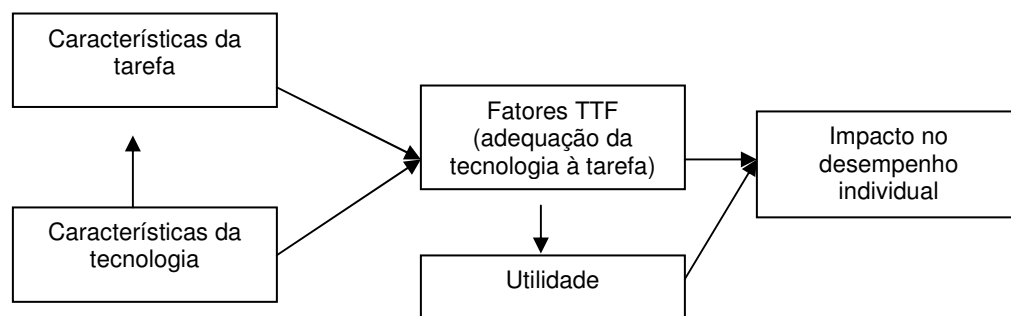 Características da
tarefa
Características da
tecnologia
Fatores TTF
(adequação da
tecnologia à tarefa)
Utilidade
Impacto no
desempenho
individual